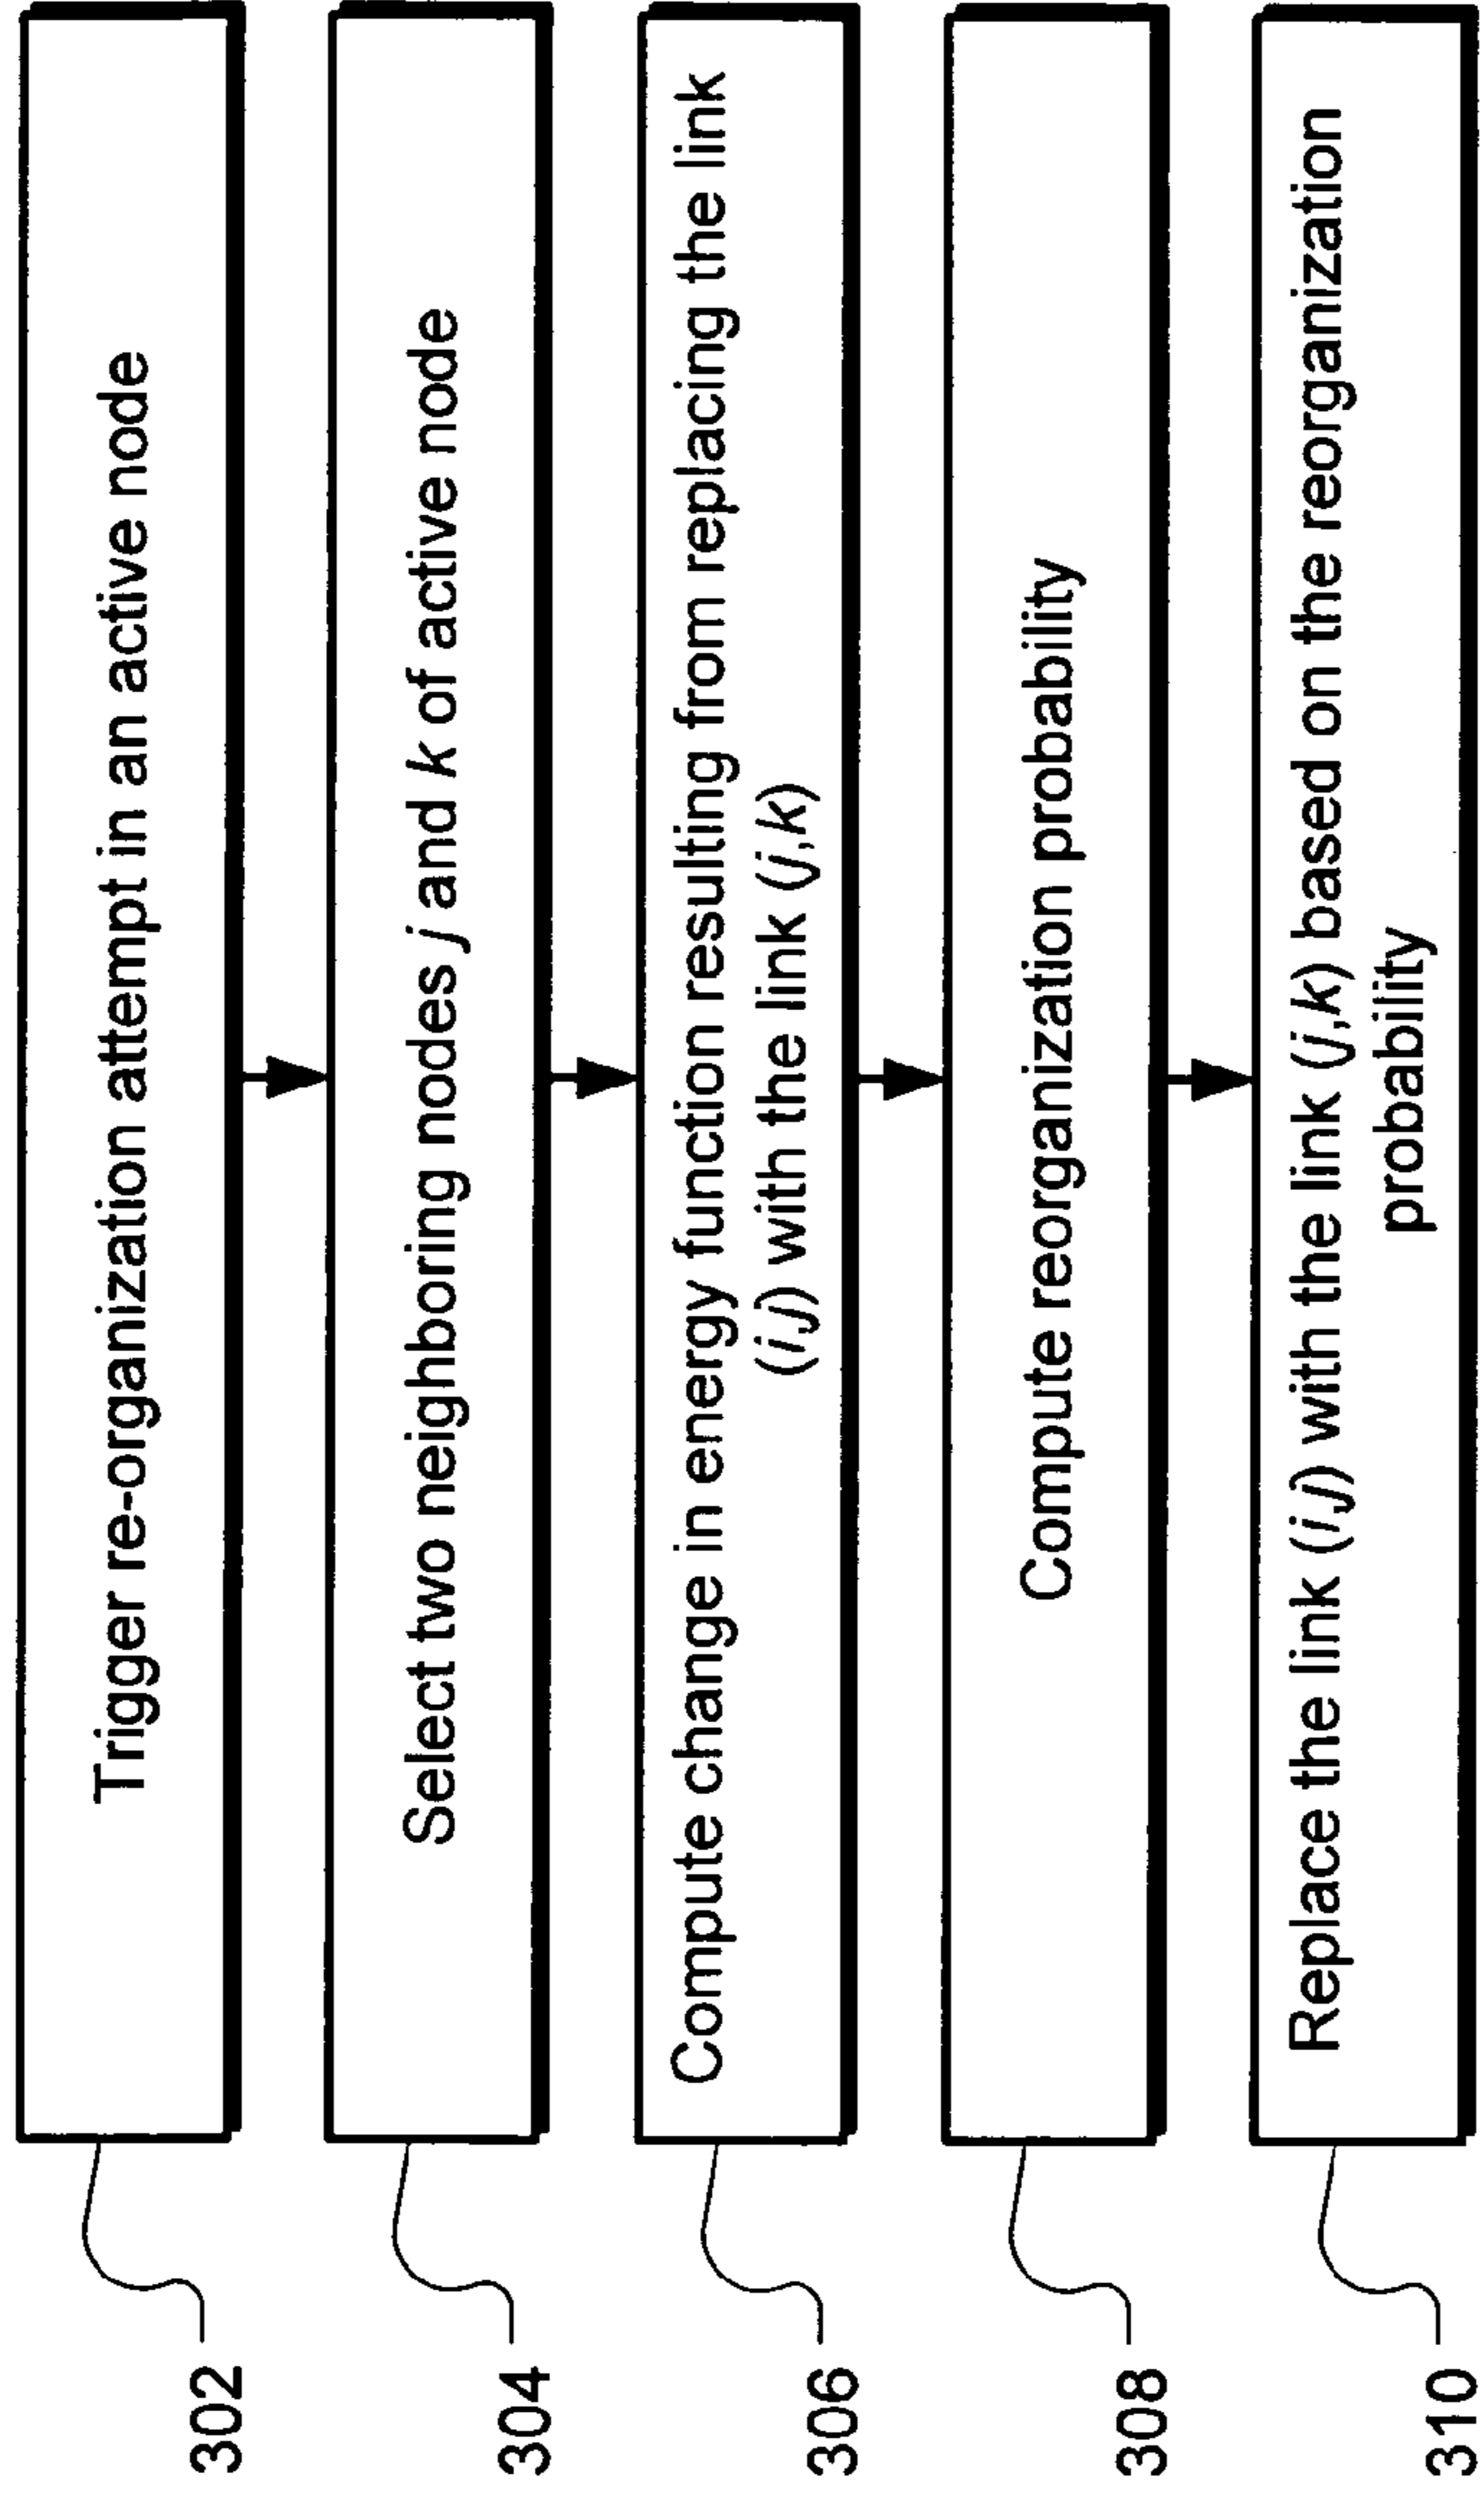 302
Trigger re-organization attempt in an active node
304
Select two neighboring nodes j and k of active node
306
Compute change in energy function resulting from replacing the link
(i,j) with the link (j,k)
308
Compute reorganization probability
310
Replace the link (i,j) with the link (j,k) based on the reorganization
probability